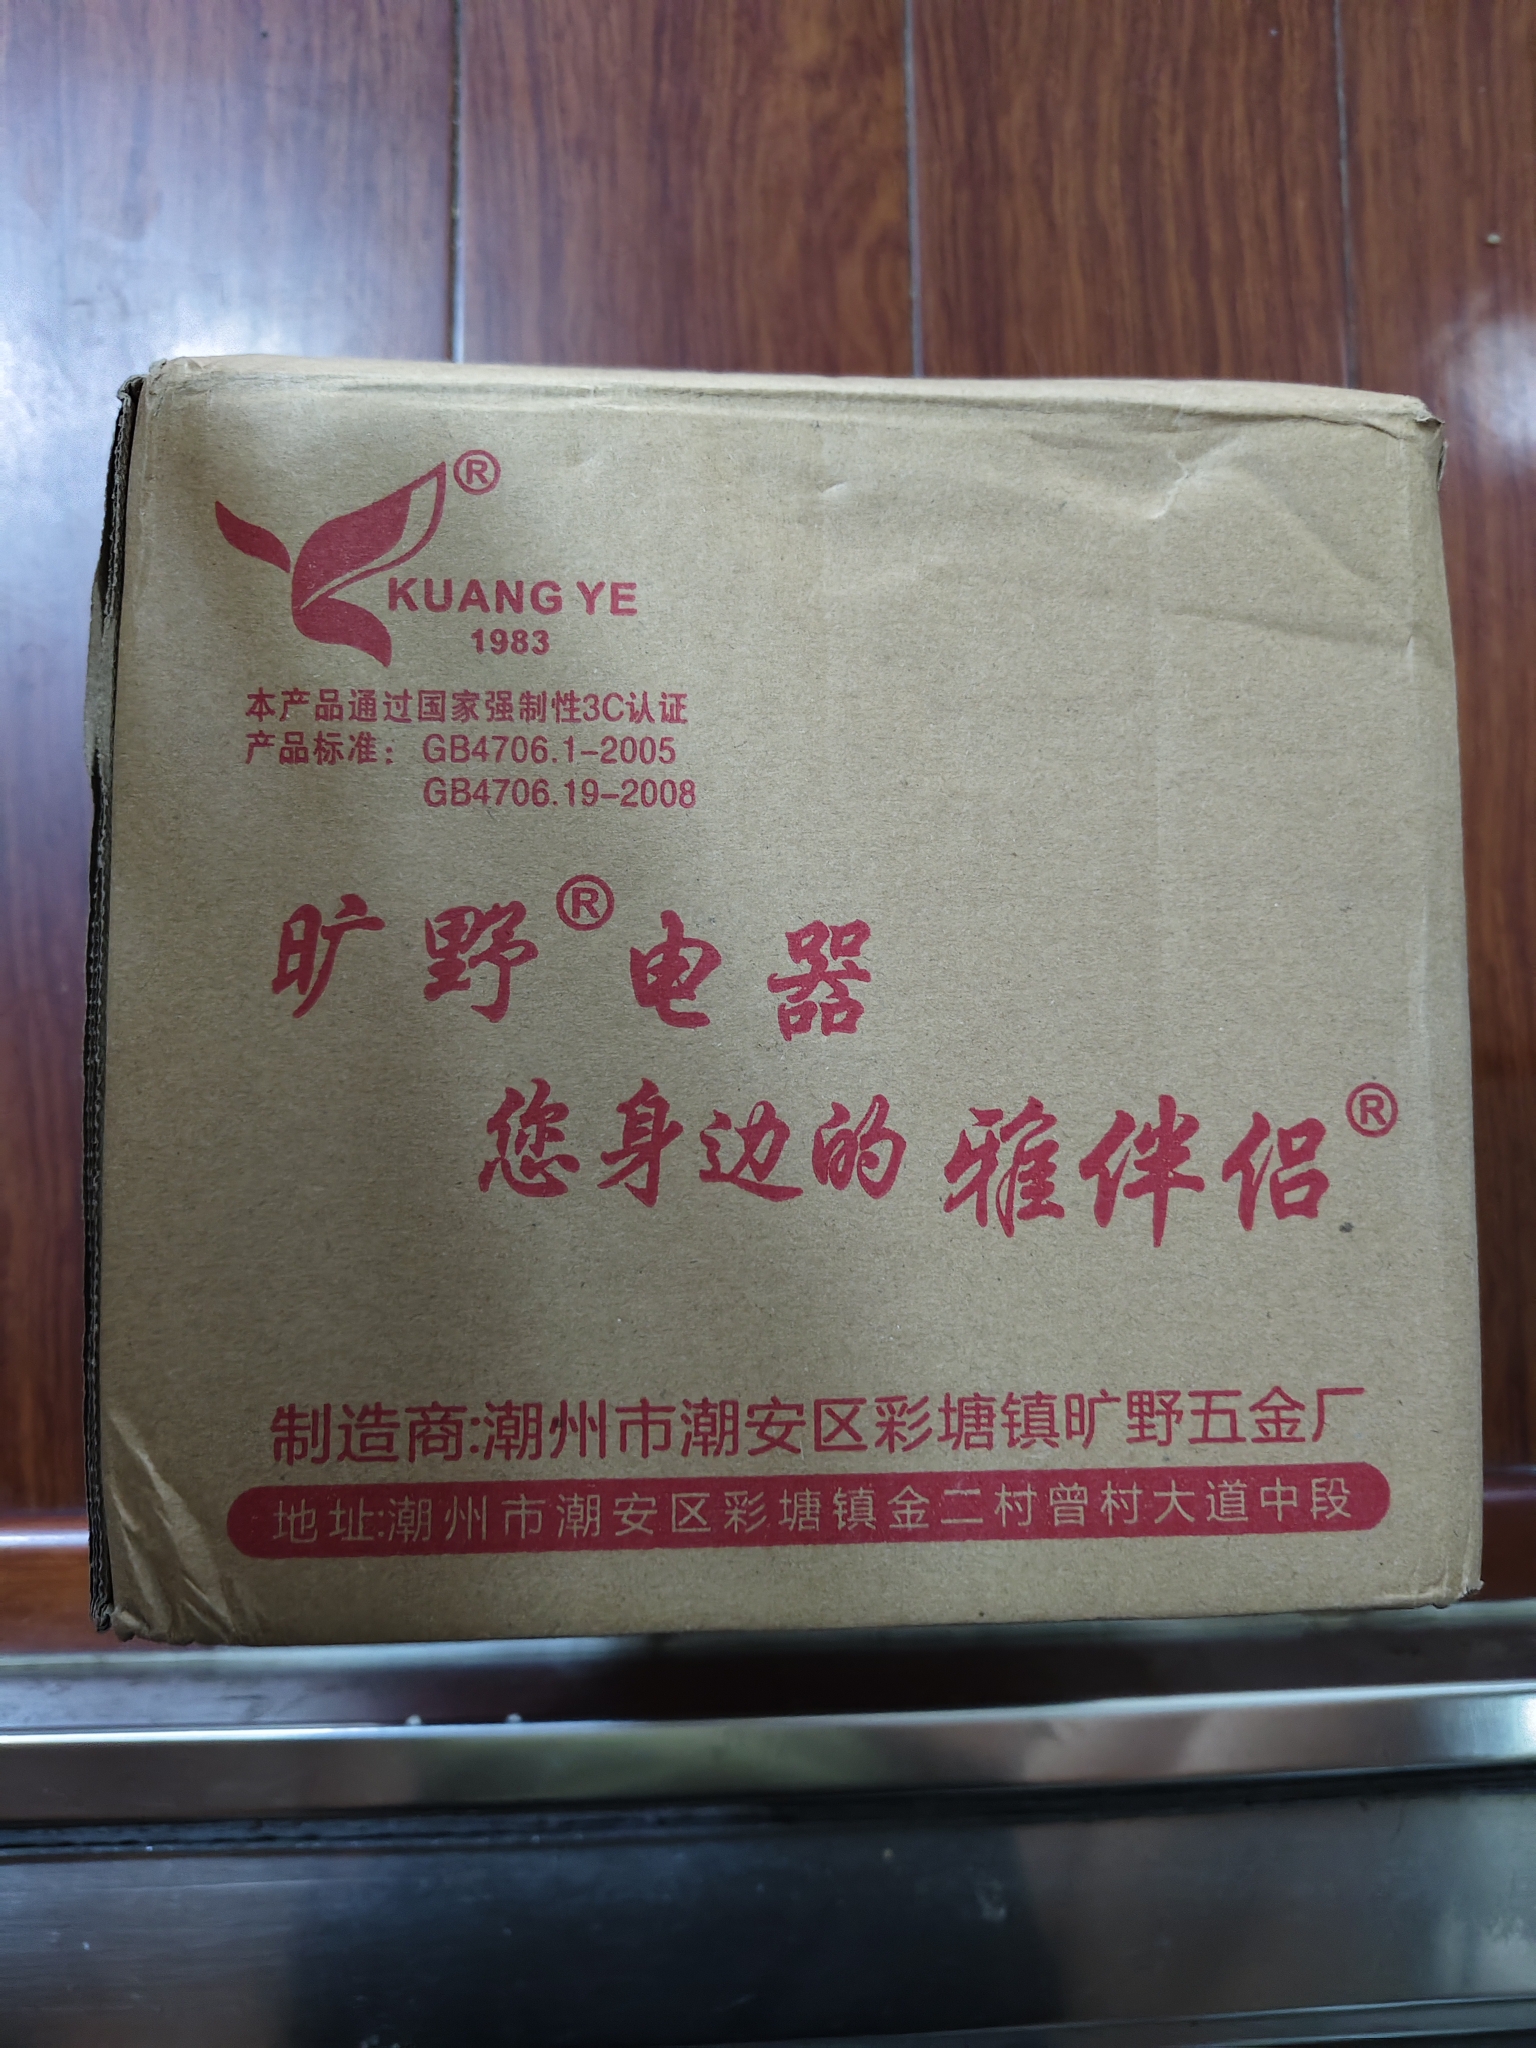 ®
KUANG YE
1983
本产品通过国家强制性3C认证
产品标准：GB4706.1-2005
GB4706.19-2008
旷野®电器
您身边的雅伴侣®
制造商:潮州市潮安区彩塘镇旷野五金厂
地址:潮州市潮安区彩塘镇金二村曾村大道中段